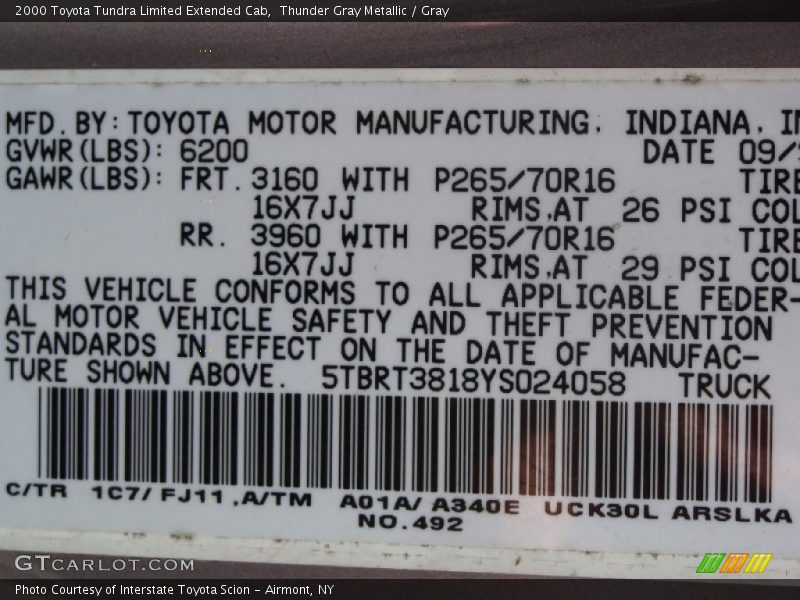 2000 Toyota Tundra Limited Extended Cab, Thunder Gray Metallic / Gray
MFD. BY: TOYOTA MOTOR MANUFACTURING, INDIANA, IN
GVWR(LBS): 6200 DATE 09/
GAWR(LBS): FRT. 3160 WITH P265/70R16 TIRE
16X7JJ RIMS,AT 26 PSI COL
RR. 3960 WITH P265/70R16 TIRE
16X7JJ RIMS,AT 29 PSI COL
THIS VEHICLE CONFORMS TO ALL APPLICABLE FEDER-
AL MOTOR VEHICLE SAFETY AND THEFT PREVENTION
STANDARDS IN EFFECT ON THE DATE OF MANUFAC-
TURE SHOWN ABOVE. 5TBRT3818YS024058 TRUCK
C/TR 1C7/FJ11 ,A/TM A01A/A340E UCK30L ARSLKA
NO.492
GTCARLOT.COM
Photo Courtesy of Interstate Toyota Scion - Airmont, NY